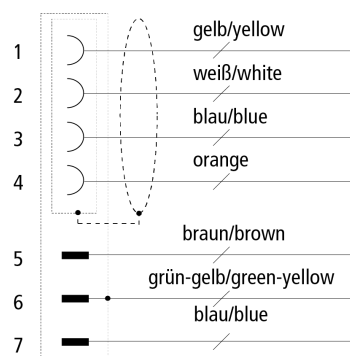 gelb/yellow
1
weiß/white
2
blau/blue
3
orange
4
braun/brown
5
grün-gelb/green-yellow
6
blau/blue
7